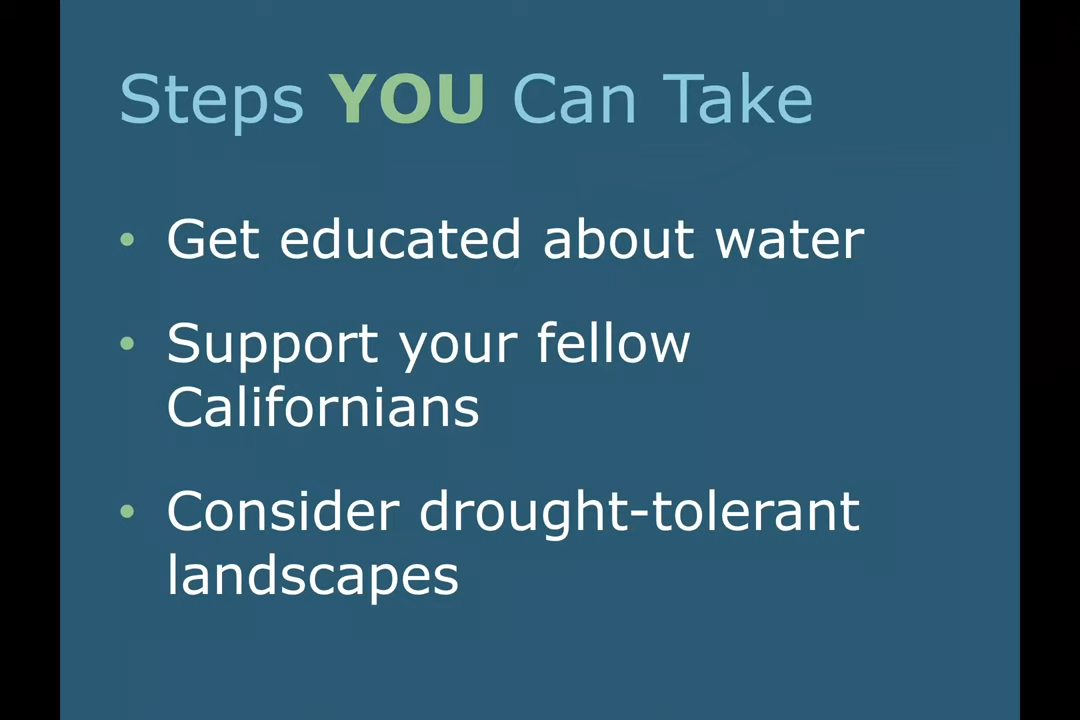 Steps YOU Can Take
• Get educated about water
• Support your fellow
Californians
• Consider drought-tolerant
landscapes